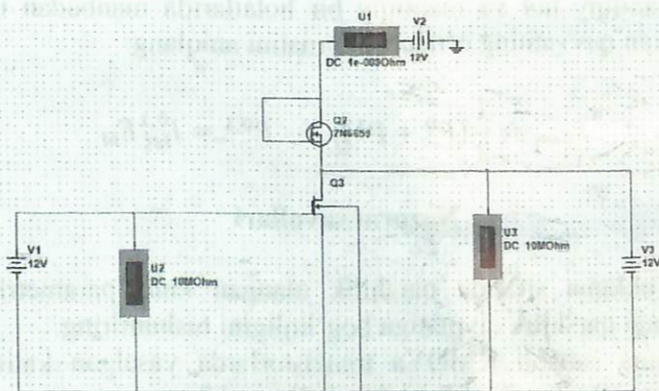 U1
V2
DC 1e-009Ohm
12V
Q2
2N6659
Q3
V1
12V
U2
DC 10MOhm
U3
DC 10MOhm
V3
12V